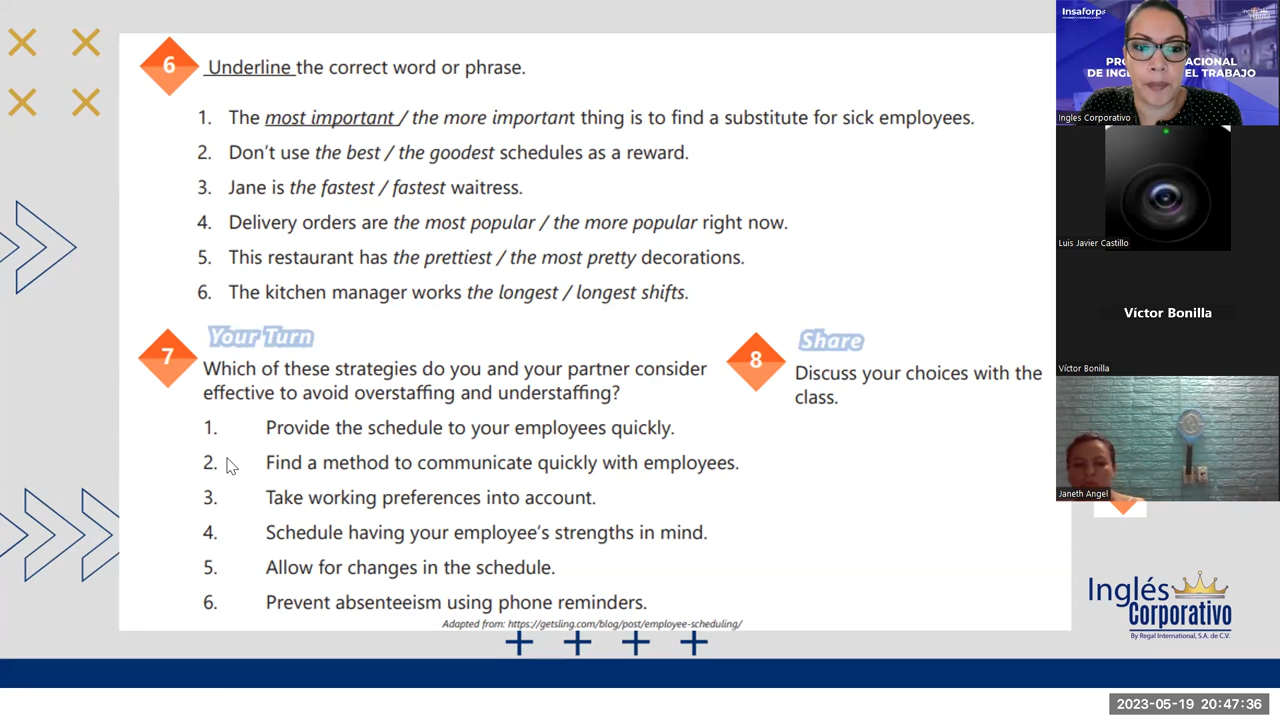 6
Underline the correct word or phrase.
1. The most important / the more important thing is to find a substitute for sick employees.
2. Don't use the best / the goodest schedules as a reward.
3. Jane is the fastest / fastest waitress.
4. Delivery orders are the most popular / the more popular right now.
5. This restaurant has the prettiest / the most pretty decorations.
6. The kitchen manager works the longest / longest shifts.
7
Your Turn
Which of these strategies do you and your partner consider
effective to avoid overstaffing and understaffing?
1. Provide the schedule to your employees quickly.
2. Find a method to communicate quickly with employees.
3. Take working preferences into account.
4. Schedule having your employee's strengths in mind.
5. Allow for changes in the schedule.
6. Prevent absenteeism using phone reminders.
Adapted from: https://getsling.com/blog/post/employee-scheduling/
8
Share
Discuss your choices with the
class.
Insaforp
DE INGL
EL TRABAJO
Ingles Corporativo
Luis Javier Castillo
Víctor Bonilla
Víctor Bonilla
Janeth Angel
Inglés
Corporativo
By Regal International, S.A. de C.V.
2023-05-19 20:47:36